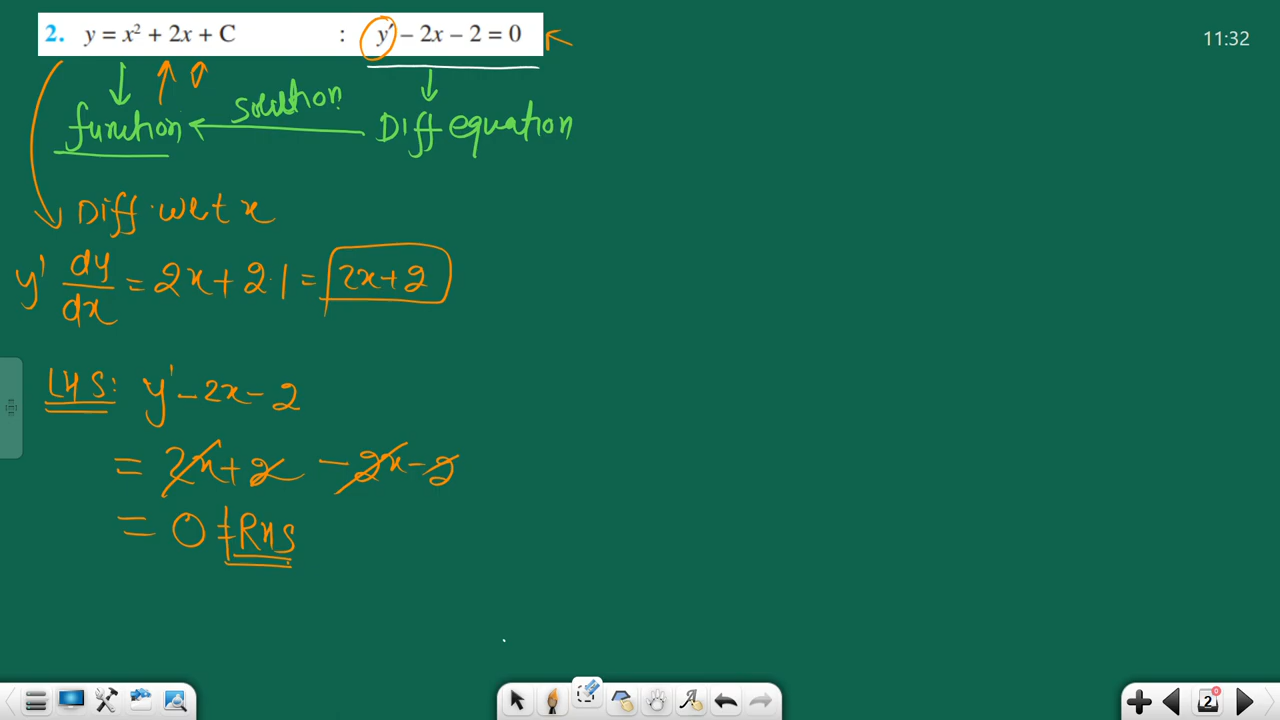 2. y = x² + 2x + C : y′ – 2x – 2 = 0
11:32
function solution Diff equation
Diff. wrt x
y' dy/dx = 2x + 2·1 = 2x+2
LHS: y' - 2x - 2
= 2x + 2 - 2x - 2
= 0 = RHS
2